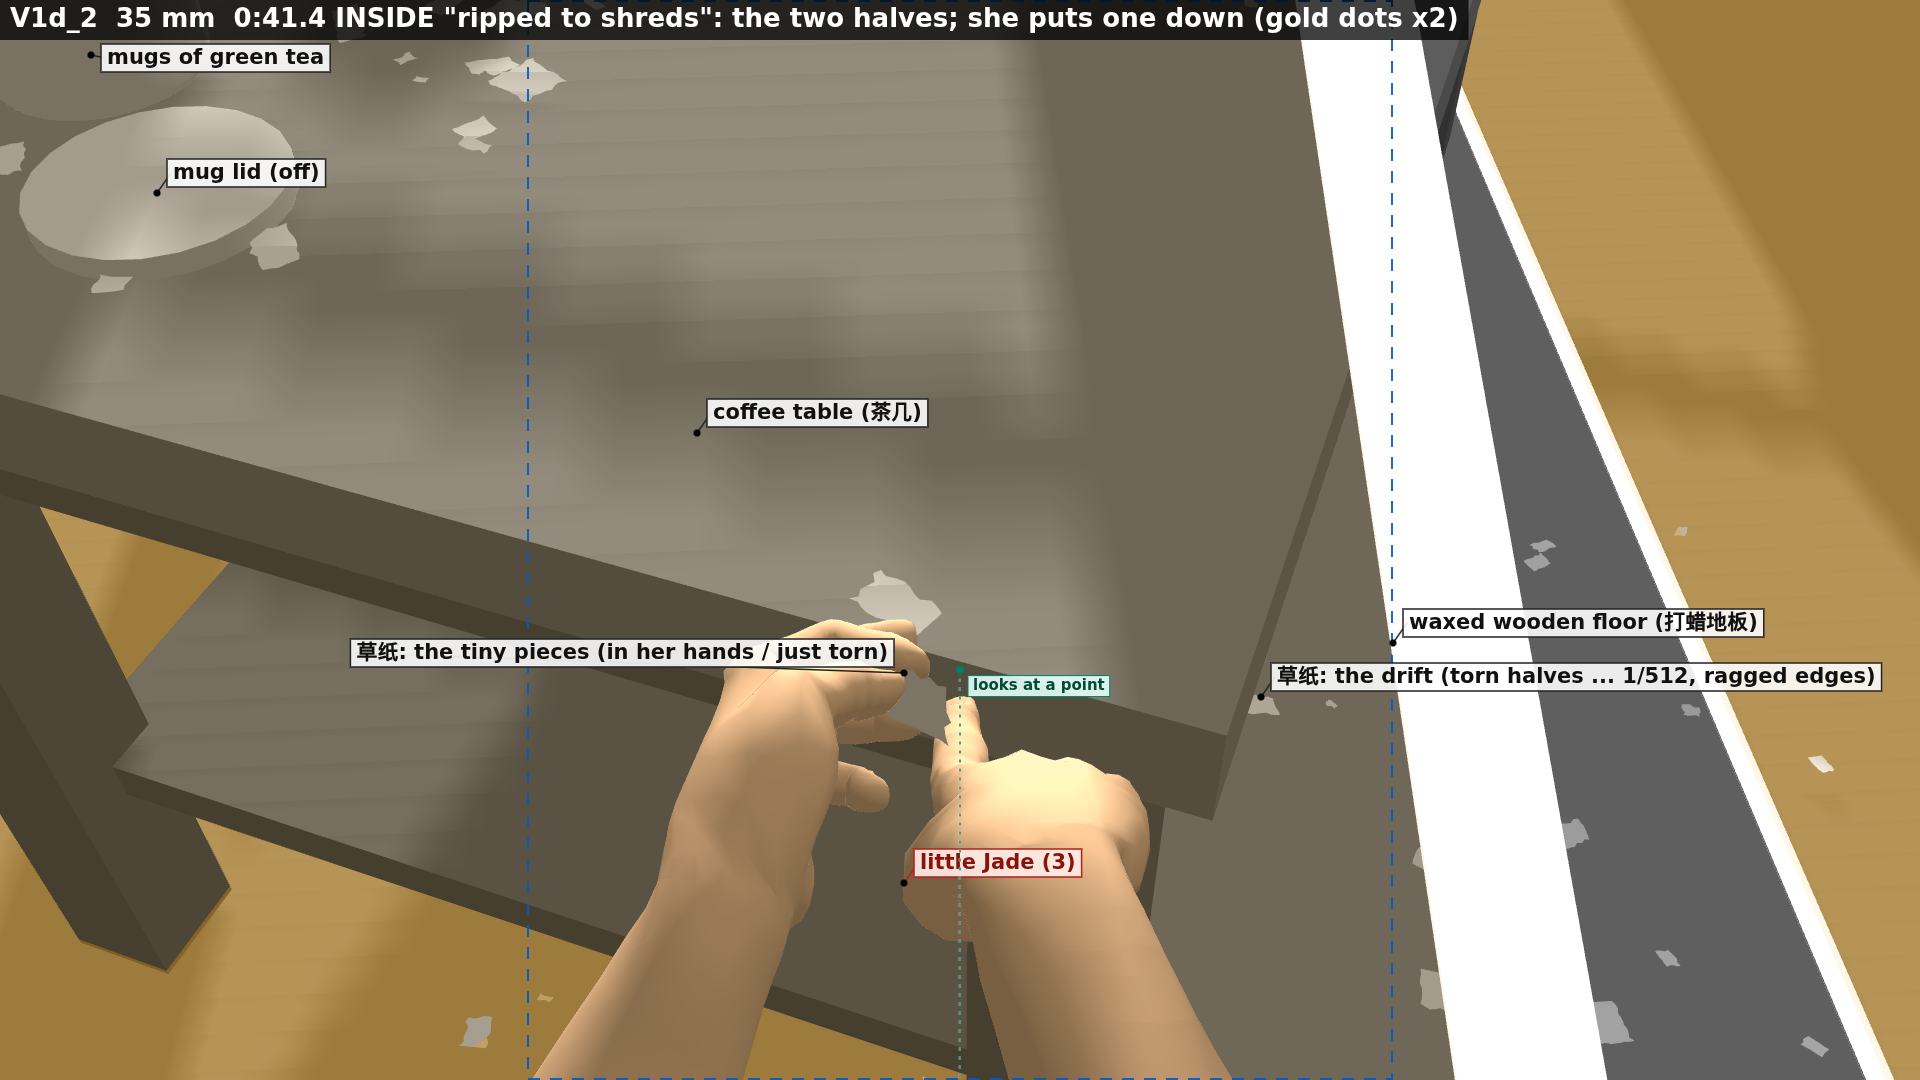 V1d_2 35 mm 0:41.4 INSIDE "ripped to shreds": the two halves; she puts one down (gold dots x2)
mugs of green tea
mug lid (off)
coffee table (茶几)
waxed wooden floor (打蜡地板)
草纸: the tiny pieces (in her hands / just torn)
草纸: the drift (torn halves ... 1/512, ragged edges)
looks at a point
little Jade (3)